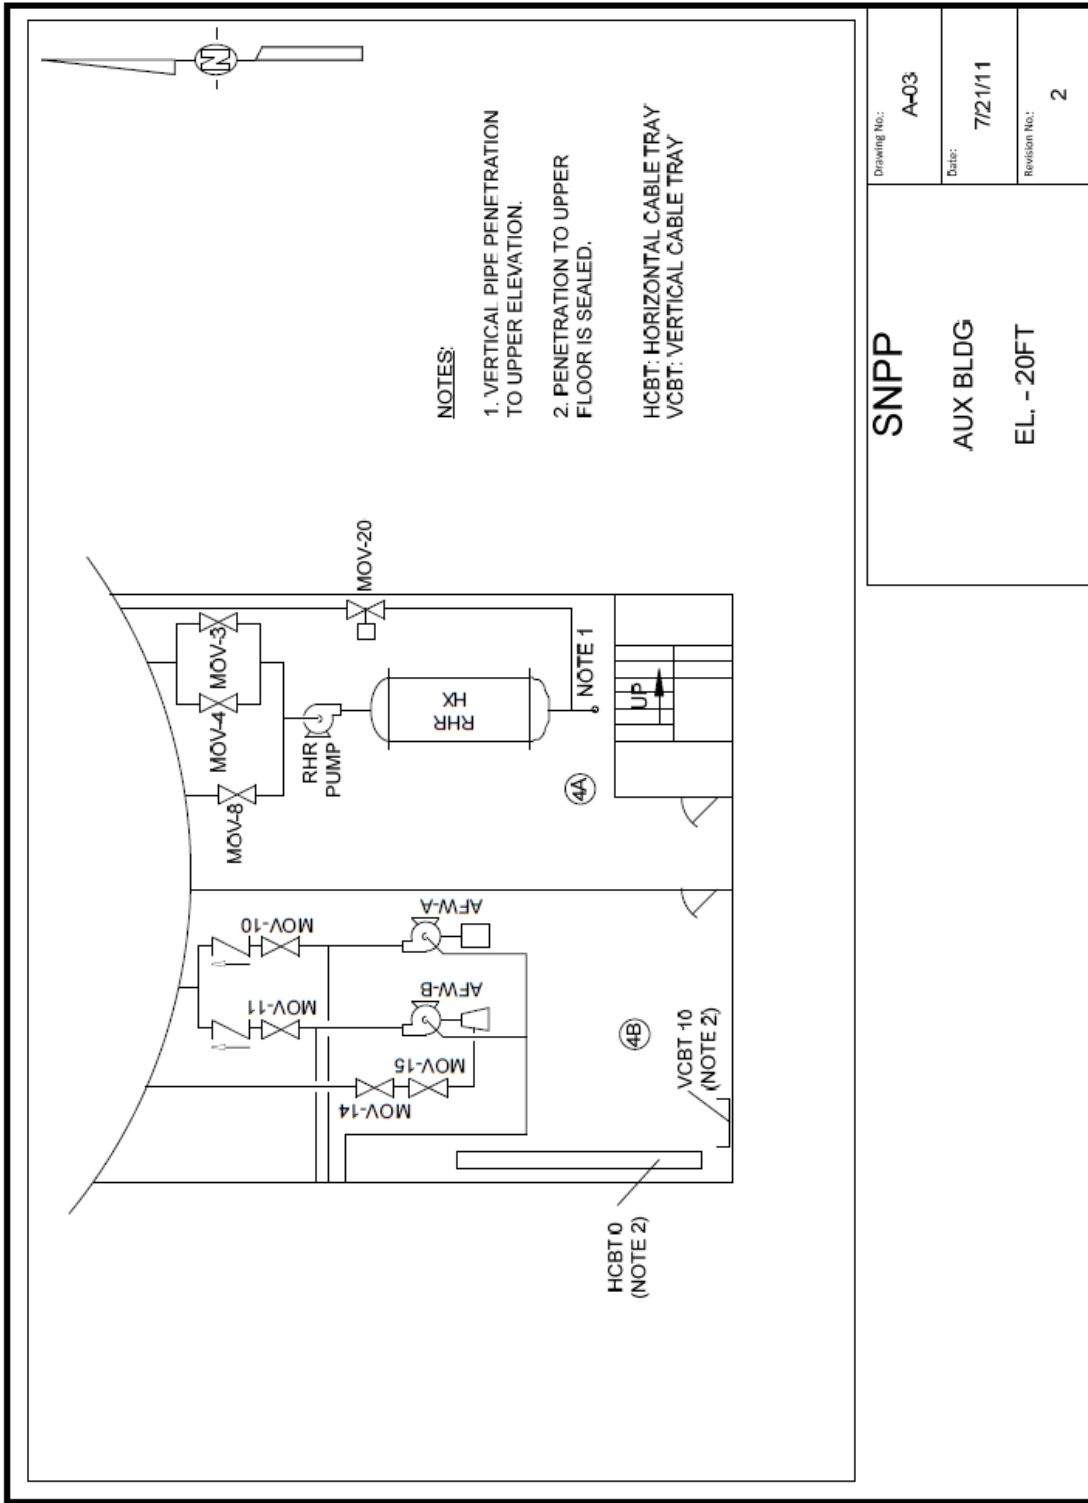 N
NOTES:
1. VERTICAL PIPE PENETRATION
TO UPPER ELEVATION.
2. PENETRATION TO UPPER
FLOOR IS SEALED.
HCBT: HORIZONTAL CABLE TRAY
VCBT: VERTICAL CABLE TRAY
MOV-20
MOV-3
MOV-4
MOV-8
RHR
PUMP
RHR
HX
NOTE 1
UP
4A
MOV-10
MOV-11
AFW-A
AFW-B
MOV-15
MOV-14
4B
VCBT 10
(NOTE 2)
HCBT 0
(NOTE 2)
SNPP
AUX BLDG
EL. - 20FT
Drawing No.:
A-03
Date:
7/21/11
Revision No.:
2